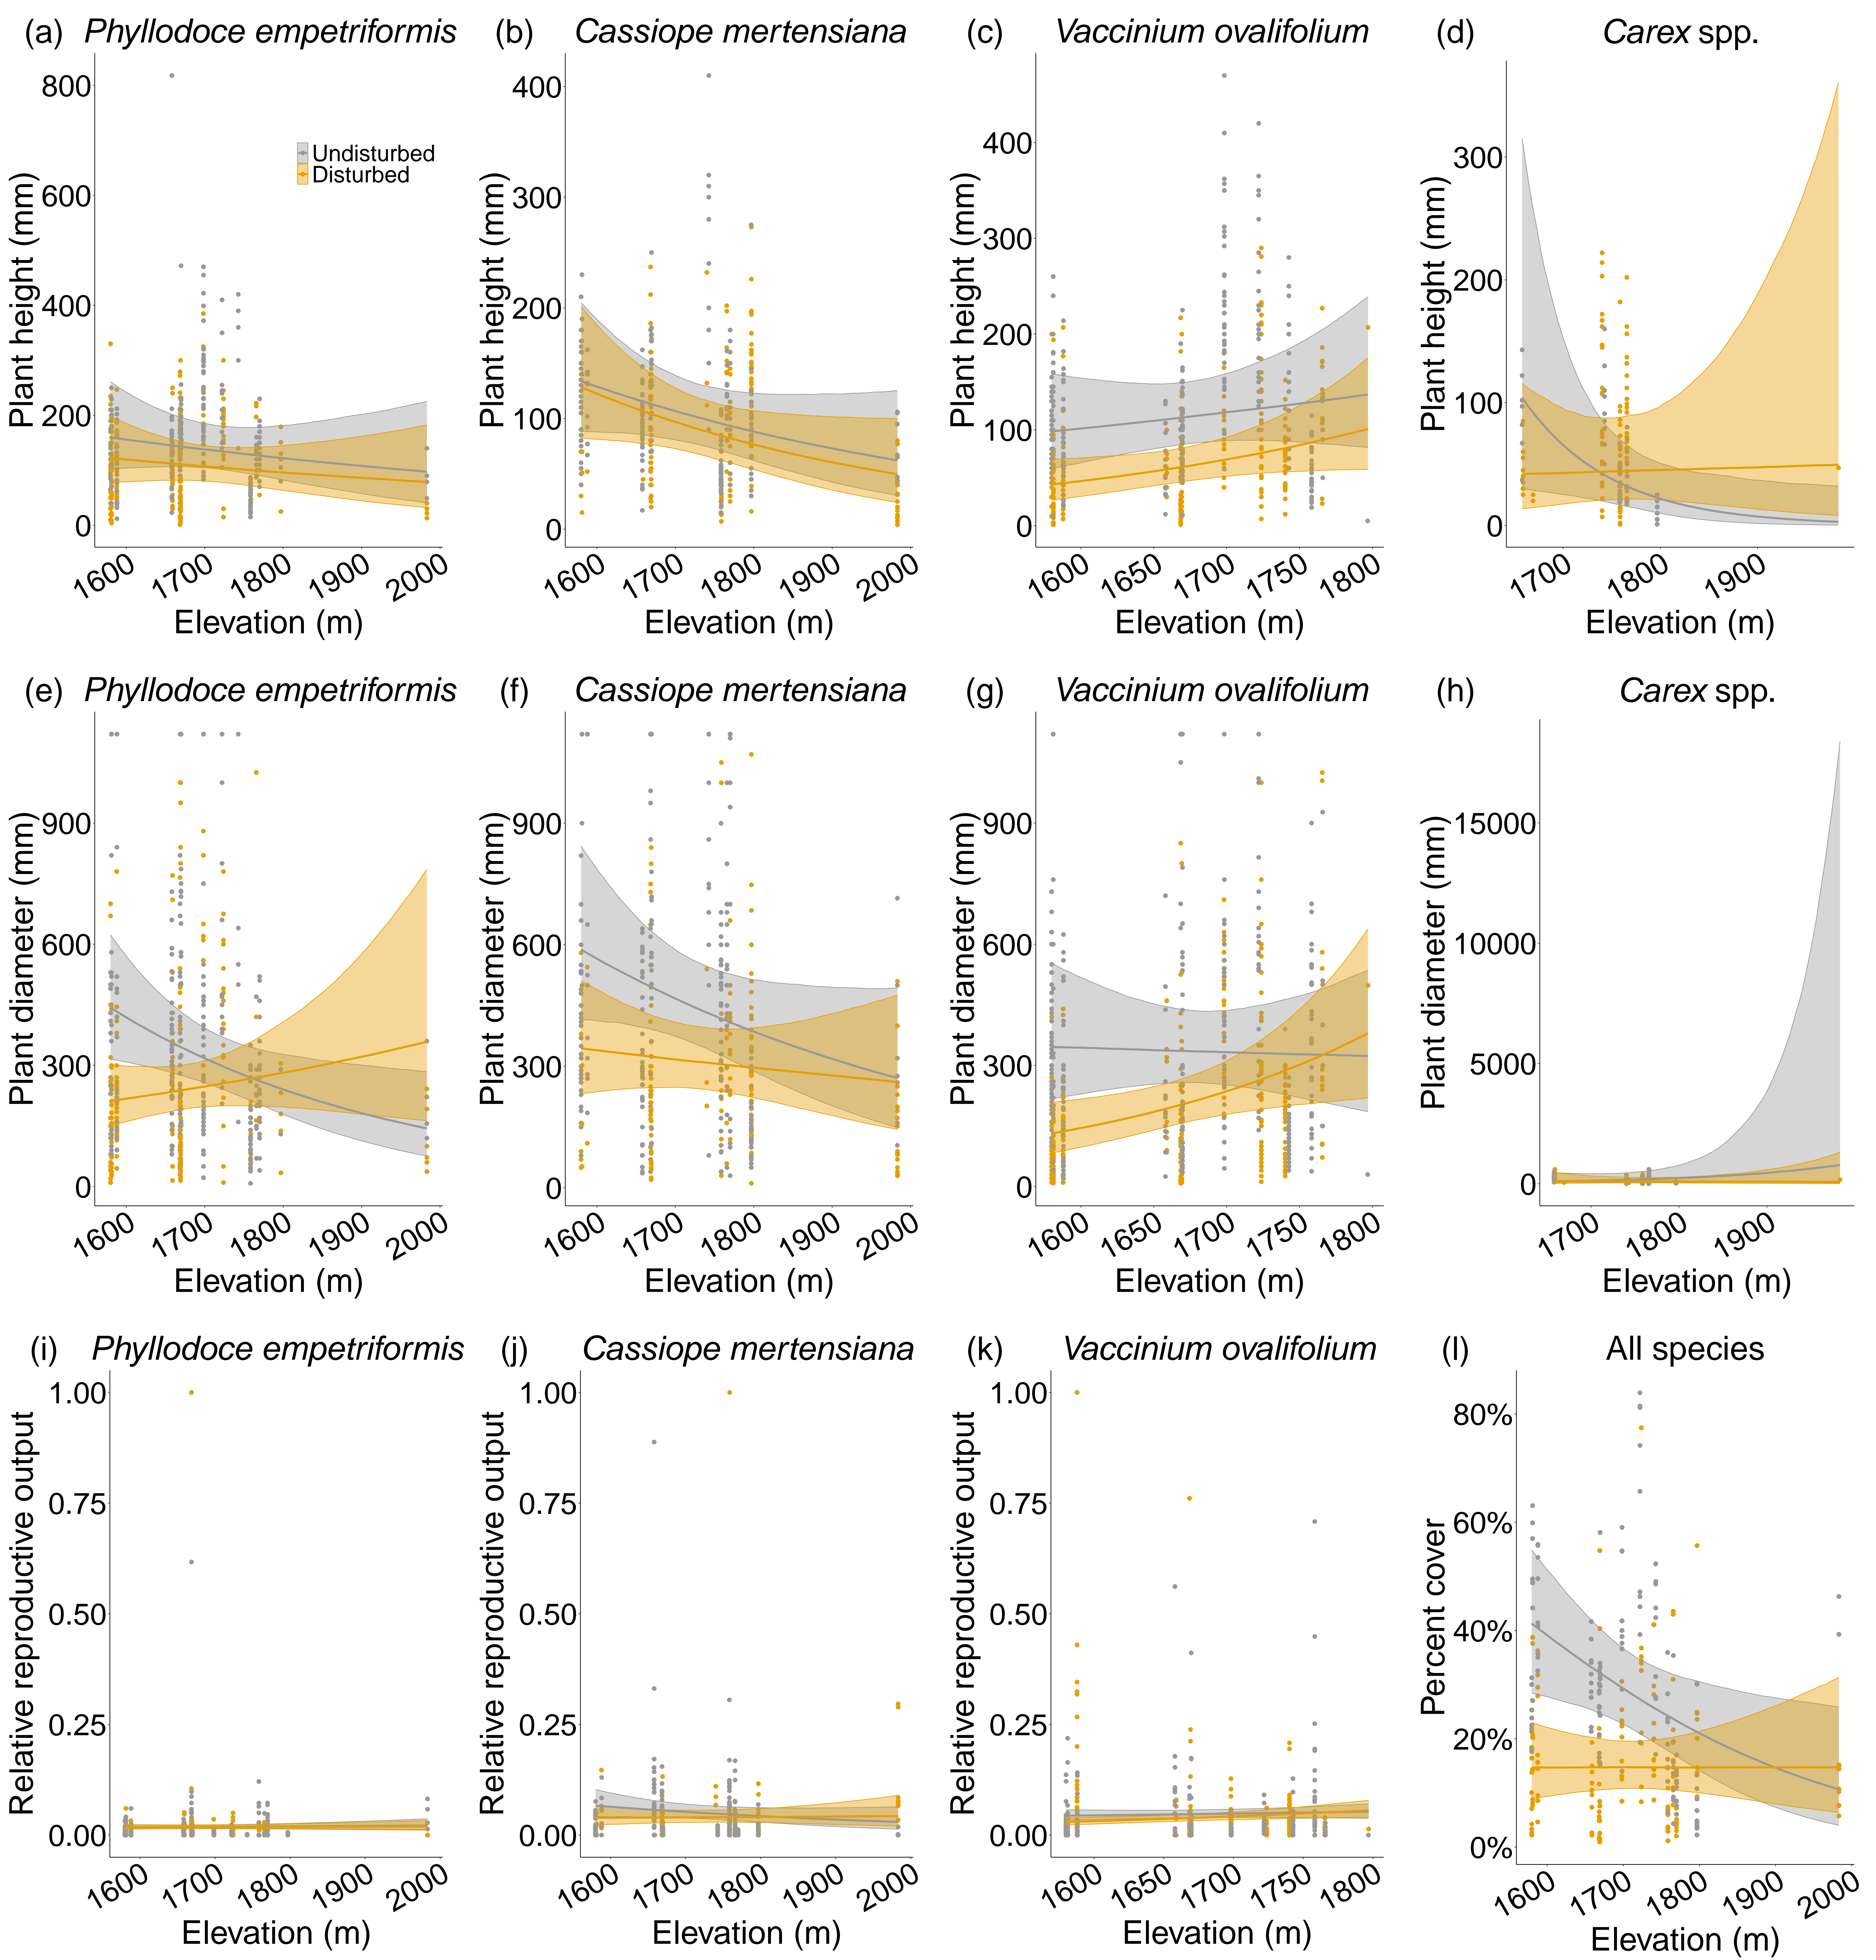 (a) Phyllodoce empetriformis
Plant height (mm)
800
600
400
200
0
Undisturbed
Disturbed
1600 1700 1800 1900 2000
Elevation (m)
(b) Cassiope mertensiana
Plant height (mm)
400
300
200
100
0
1600 1700 1800 1900 2000
Elevation (m)
(c) Vaccinium ovalifolium
Plant height (mm)
400
300
200
100
0
1600 1650 1700 1750 1800
Elevation (m)
(d) Carex spp.
Plant height (mm)
300
200
100
0
1700 1800 1900
Elevation (m)
(e) Phyllodoce empetriformis
Plant diameter (mm)
900
600
300
0
1600 1700 1800 1900 2000
Elevation (m)
(f) Cassiope mertensiana
Plant diameter (mm)
900
600
300
0
1600 1700 1800 1900 2000
Elevation (m)
(g) Vaccinium ovalifolium
Plant diameter (mm)
900
600
300
0
1600 1650 1700 1750 1800
Elevation (m)
(h) Carex spp.
Plant diameter (mm)
15000
10000
5000
0
1700 1800 1900
Elevation (m)
(i) Phyllodoce empetriformis
Relative reproductive output
1.00
0.75
0.50
0.25
0.00
1600 1700 1800 1900 2000
Elevation (m)
(j) Cassiope mertensiana
Relative reproductive output
1.00
0.75
0.50
0.25
0.00
1600 1700 1800 1900 2000
Elevation (m)
(k) Vaccinium ovalifolium
Relative reproductive output
1.00
0.75
0.50
0.25
0.00
1600 1650 1700 1750 1800
Elevation (m)
(l) All species
Percent cover
80%
60%
40%
20%
0%
1600 1700 1800 1900 2000
Elevation (m)